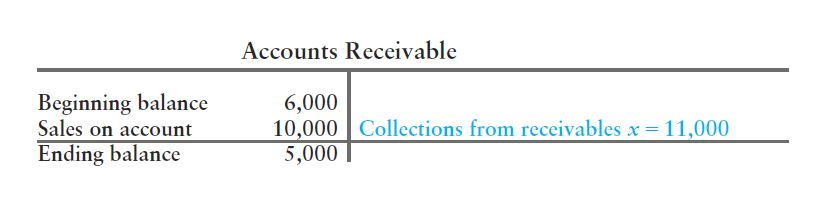 Accounts Receivable
Beginning balance 6,000
Sales on account 10,000 Collections from receivables x = 11,000
Ending balance 5,000